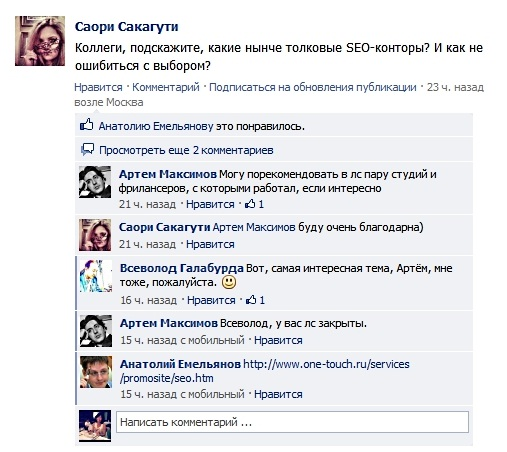 Саори Сакагути
Коллеги, подскажите, какие нынче толковые SEO-конторы? И как не
ошибиться с выбором?
Нравится · Комментарий · Подписаться на обновления публикации · 23 ч. назад
возле Москва
Анатолию Емельянову это понравилось.
Просмотреть еще 2 комментариев
Артем Максимов Могу порекомендовать в лс пару студий и
фрилансеров, с которыми работал, если интересно
21 ч. назад · Нравится · 1
Саори Сакагути Артем Максимов буду очень благодарна)
21 ч. назад · Нравится
Всеволод Галабурда Вот, самая интересная тема, Артём, мне
тоже, пожалуйста.
16 ч. назад · Нравится · 1
Артем Максимов Всеволод, у вас лс закрыты.
15 ч. назад с мобильный · Нравится
Анатолий Емельянов http://www.one-touch.ru/services
/promosite/seo.htm
15 ч. назад с мобильный · Нравится
Написать комментарий ...